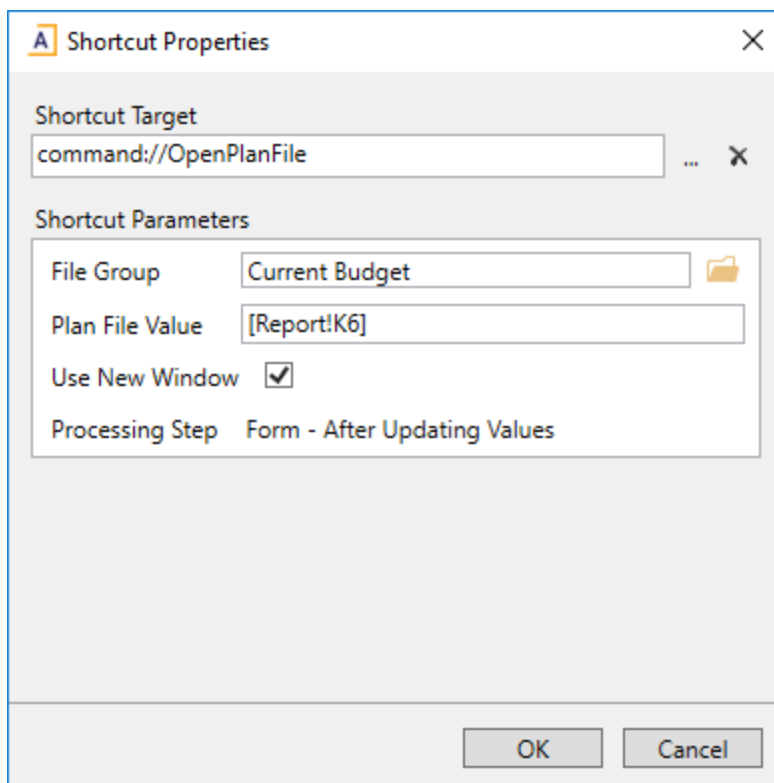 A Shortcut Properties
Shortcut Target
command://OpenPlanFile
...
Shortcut Parameters
File Group Current Budget
Plan File Value [Report!K6]
Use New Window
Processing Step Form - After Updating Values
OK Cancel